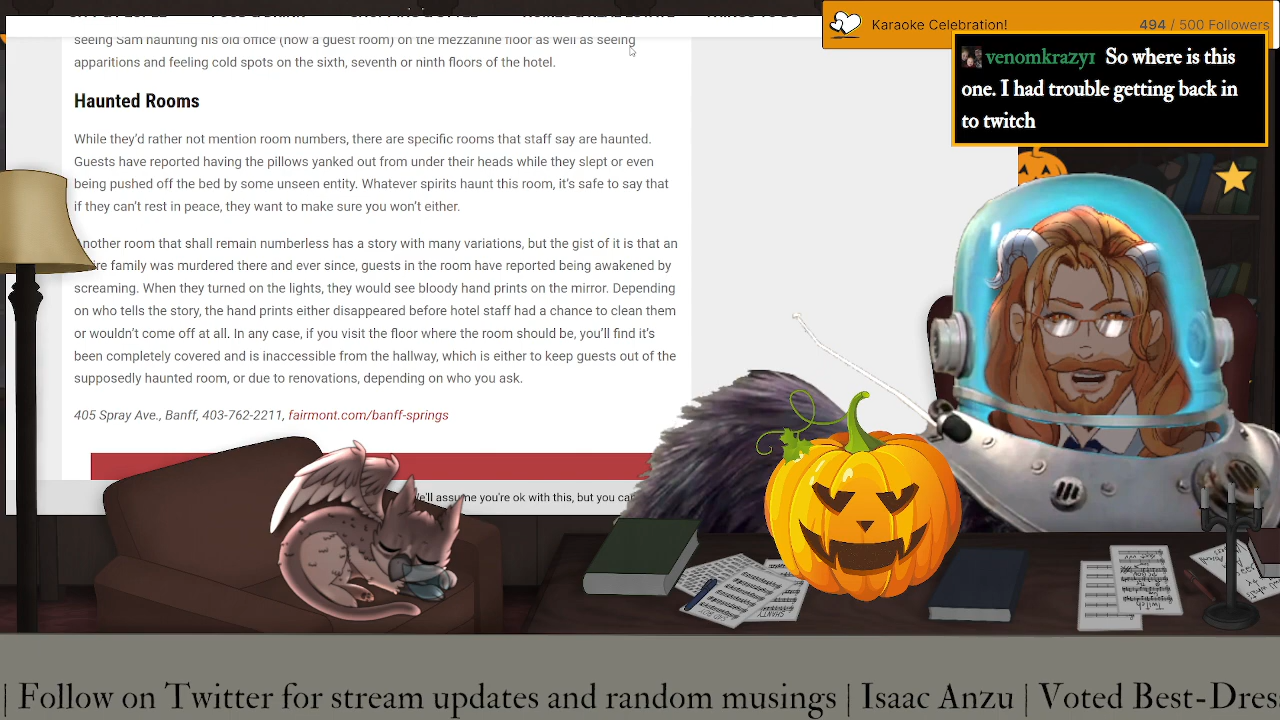 Karaoke Celebration! 494 / 500 Followers
seeing Sam running his old office (now a guest room) on the mezzanine floor as well as seeing
apparitions and feeling cold spots on the sixth, seventh or ninth floors of the hotel.
venomkrazy1 So where is this
one. I had trouble getting back in
to twitch
Haunted Rooms
While they'd rather not mention room numbers, there are specific rooms that staff say are haunted.
Guests have reported having the pillows yanked out from under their heads while they slept or even
being pushed off the bed by some unseen entity. Whatever spirits haunt this room, it's safe to say that
if they can't rest in peace, they want to make sure you won't either.
nother room that shall remain numberless has a story with many variations, but the gist of it is that an
family was murdered there and ever since, guests in the room have reported being awakened by
screaming. When they turned on the lights, they would see bloody hand prints on the mirror. Depending
on who tells the story, the hand prints either disappeared before hotel staff had a chance to clean them
or wouldn't come off at all. In any case, if you visit the floor where the room should be, you'll find it's
been completely covered and is inaccessible from the hallway, which is either to keep guests out of the
supposedly haunted room, or due to renovations, depending on who you ask.
405 Spray Ave., Banff, 403-762-2211, fairmont.com/banff-springs
We'll assume you're ok with this, but you can
| Follow on Twitter for stream updates and random musings | Isaac Anzu | Voted Best-Dres